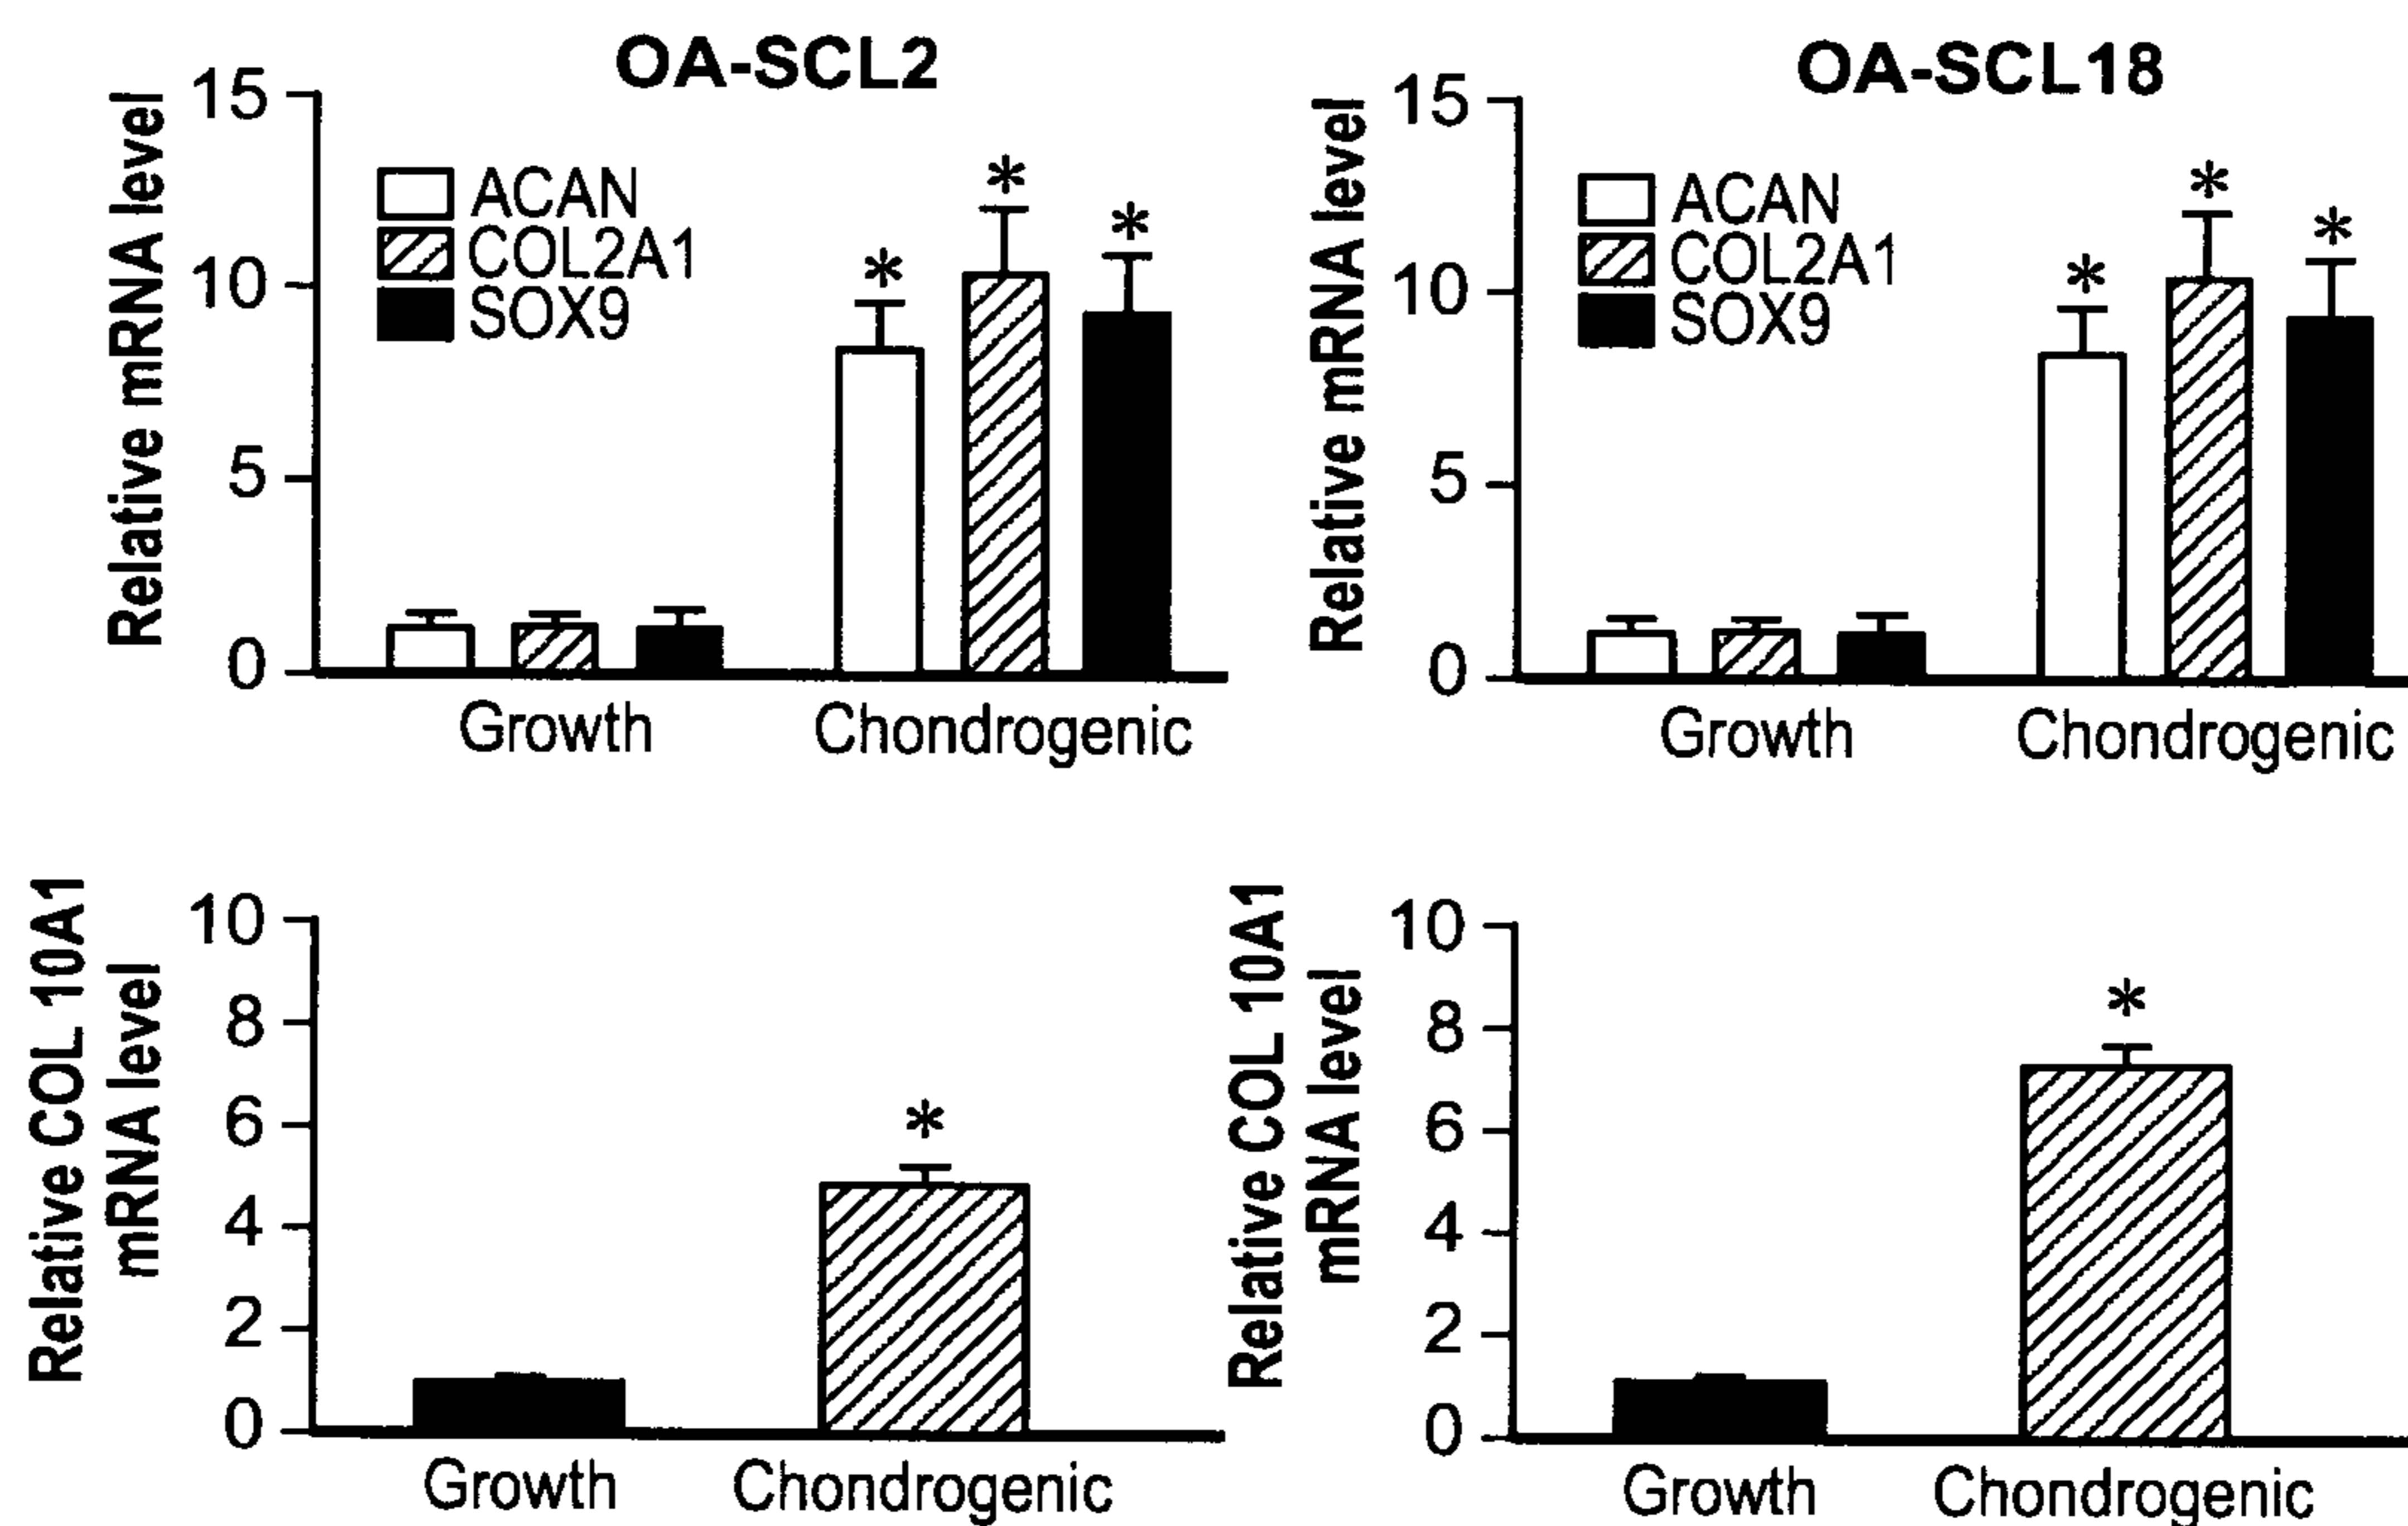 OA-SCL2
Relative mRNA level
15
10
5
0
ACAN
COL2A1
SOX9
*
*
*
Growth Chondrogenic
OA-SCL18
Relative mRNA level
15
10
5
0
ACAN
COL2A1
SOX9
*
*
*
Growth Chondrogenic
Relative COL 10A1
mRNA level
10
8
6
4
2
0
*
Growth Chondrogenic
Relative COL 10A1
mRNA level
10
8
6
4
2
0
*
Growth Chondrogenic